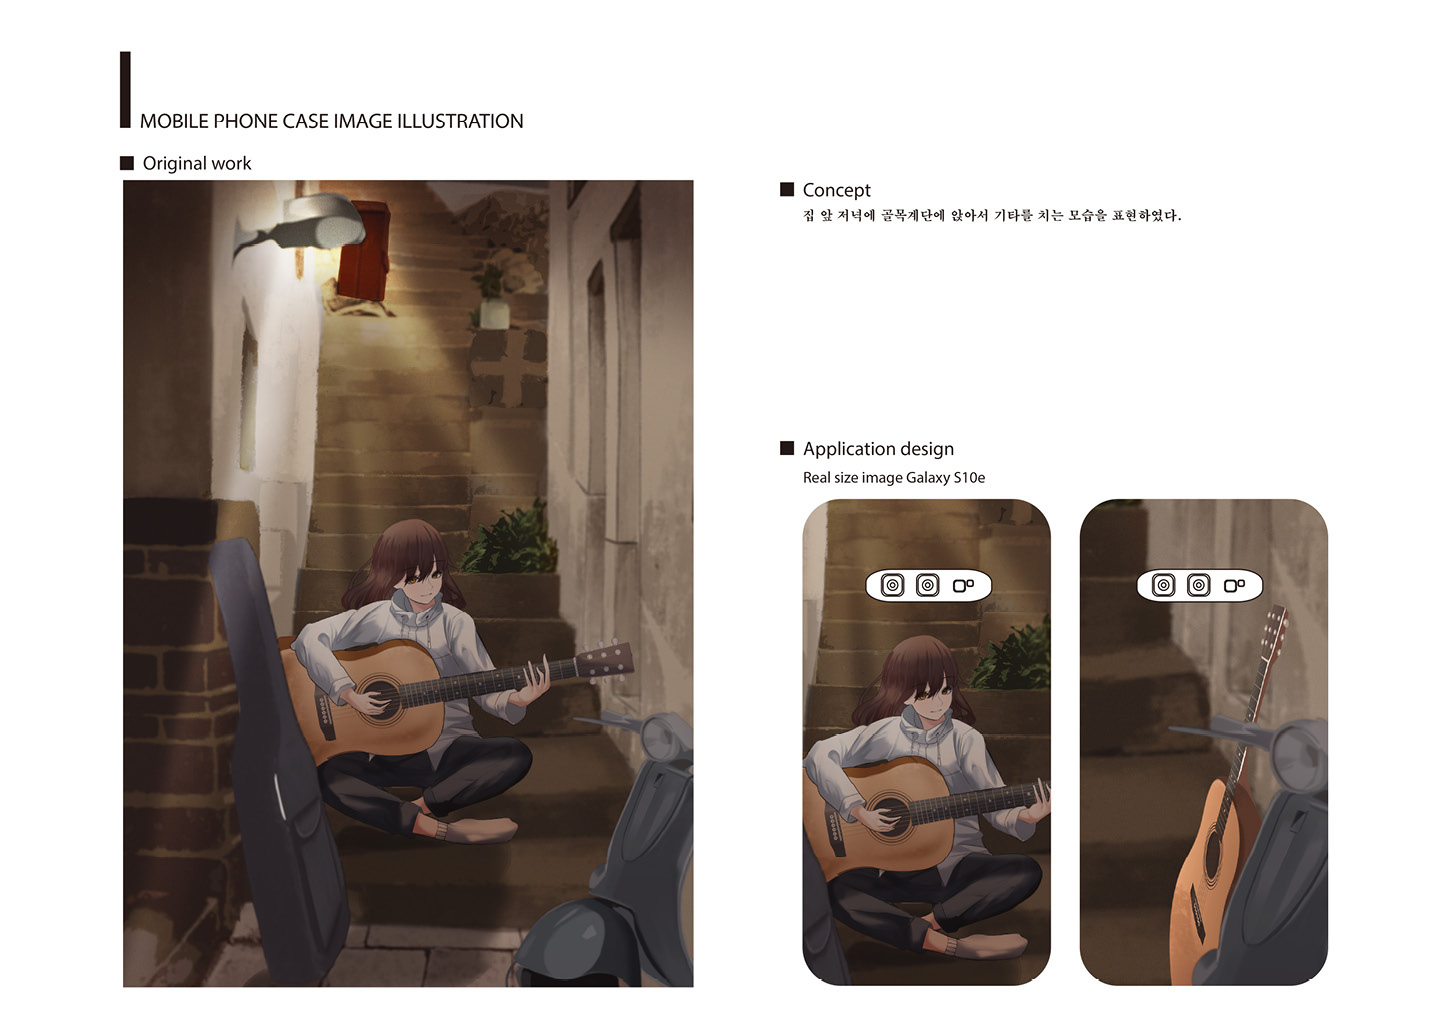 MOBILE PHONE CASE IMAGE ILLUSTRATION
Original work
Concept
집 앞 저녁에 골목계단에 앉아서 기타를 치는 모습을 표현하였다.
Application design
Real size image Galaxy S10e